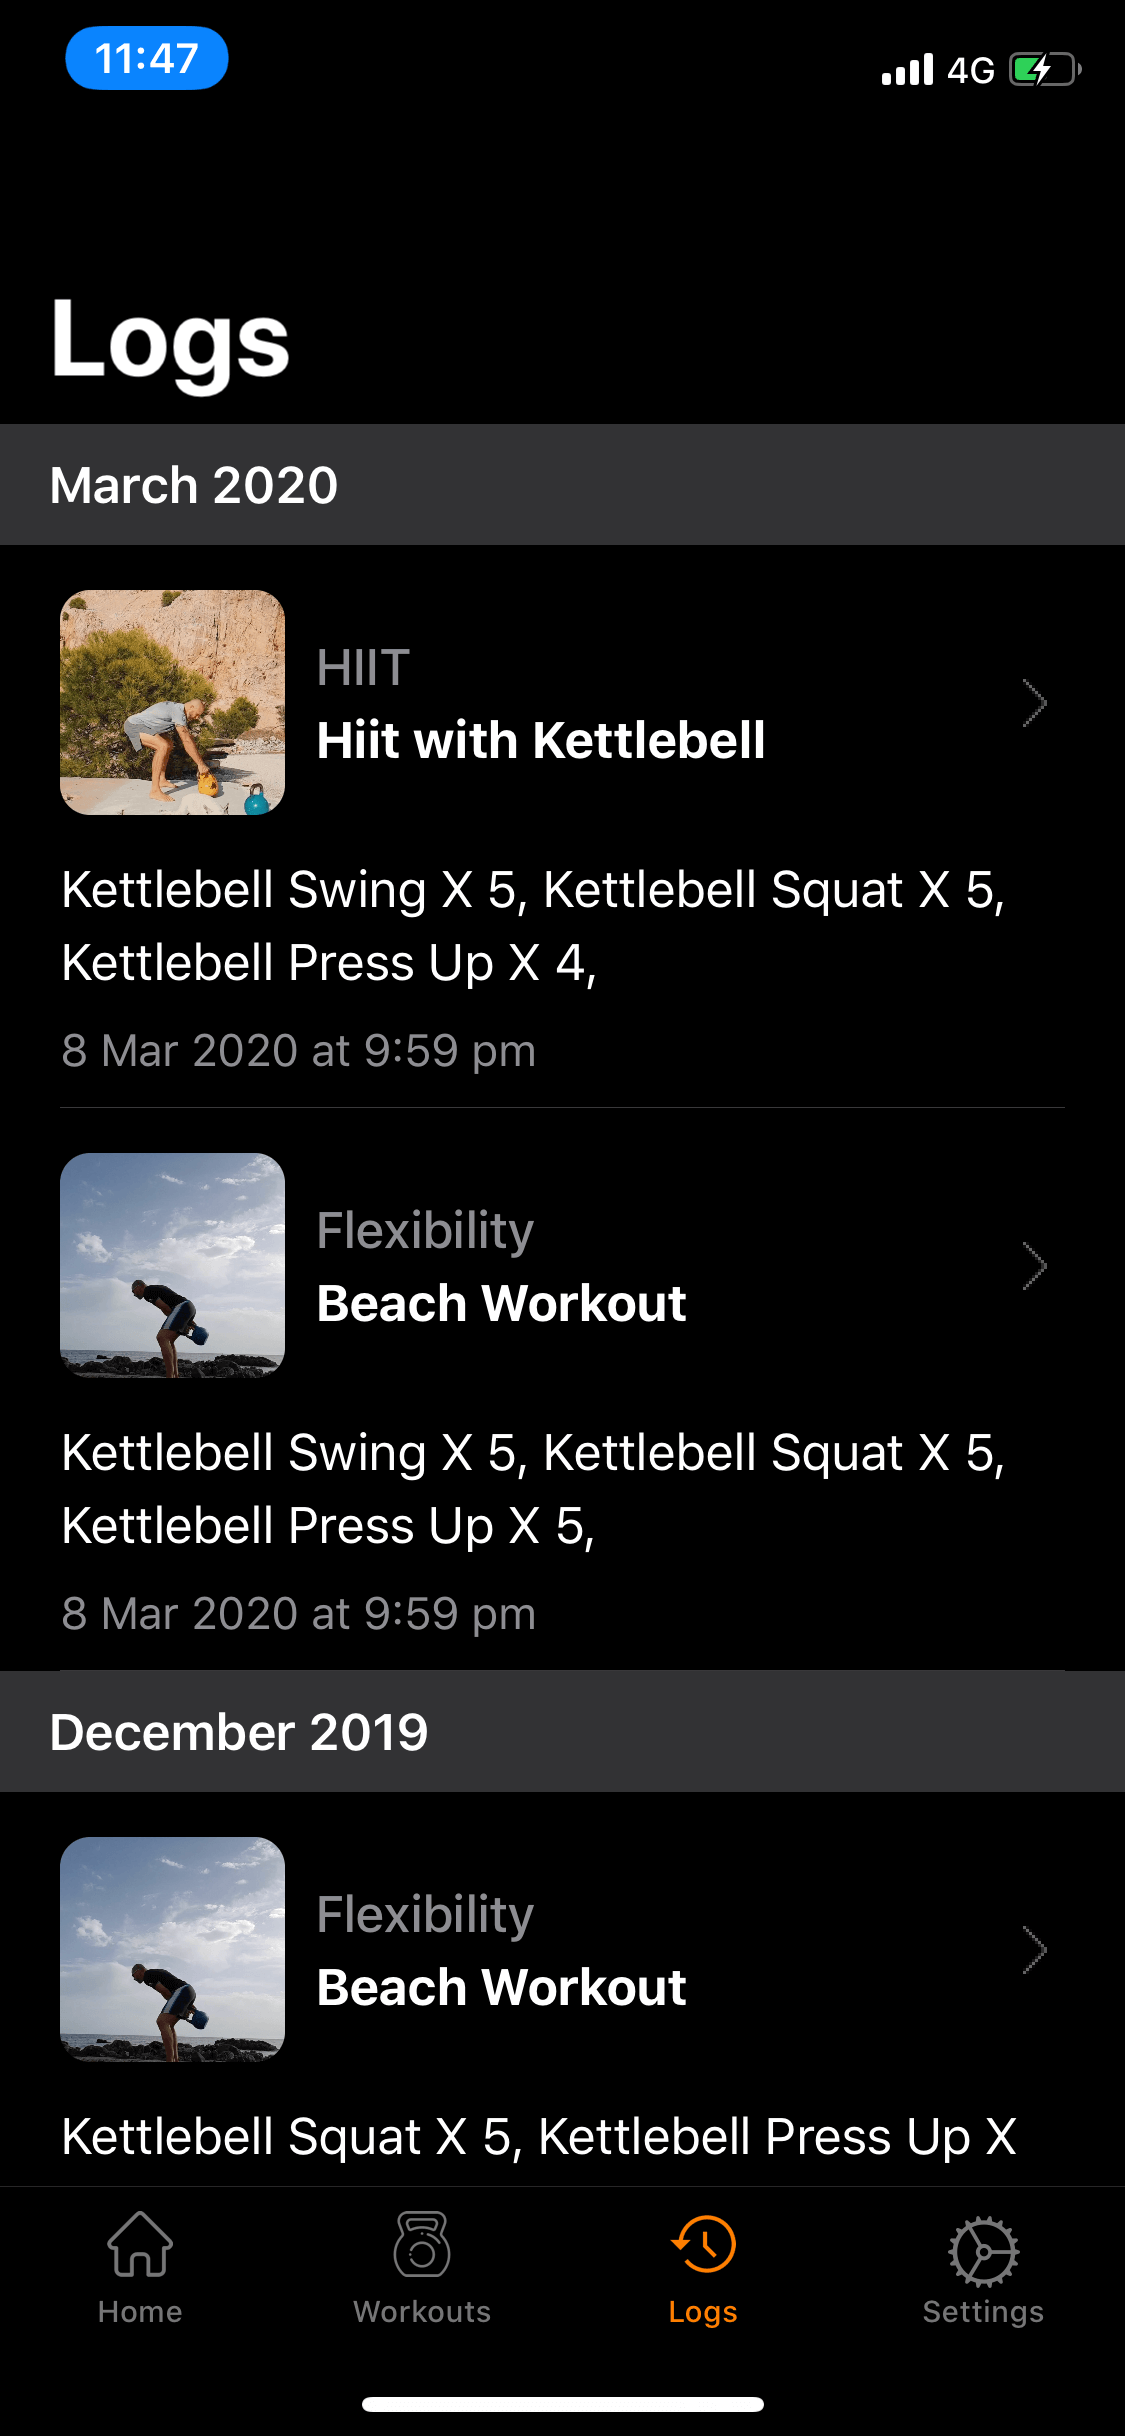 11:47
4G
Logs
March 2020
HIIT
Hiit with Kettlebell
Kettlebell Swing X 5, Kettlebell Squat X 5,
Kettlebell Press Up X 4,
8 Mar 2020 at 9:59 pm
Flexibility
Beach Workout
Kettlebell Swing X 5, Kettlebell Squat X 5,
Kettlebell Press Up X 5,
8 Mar 2020 at 9:59 pm
December 2019
Flexibility
Beach Workout
Kettlebell Squat X 5, Kettlebell Press Up X
Home
Workouts
Logs
Settings